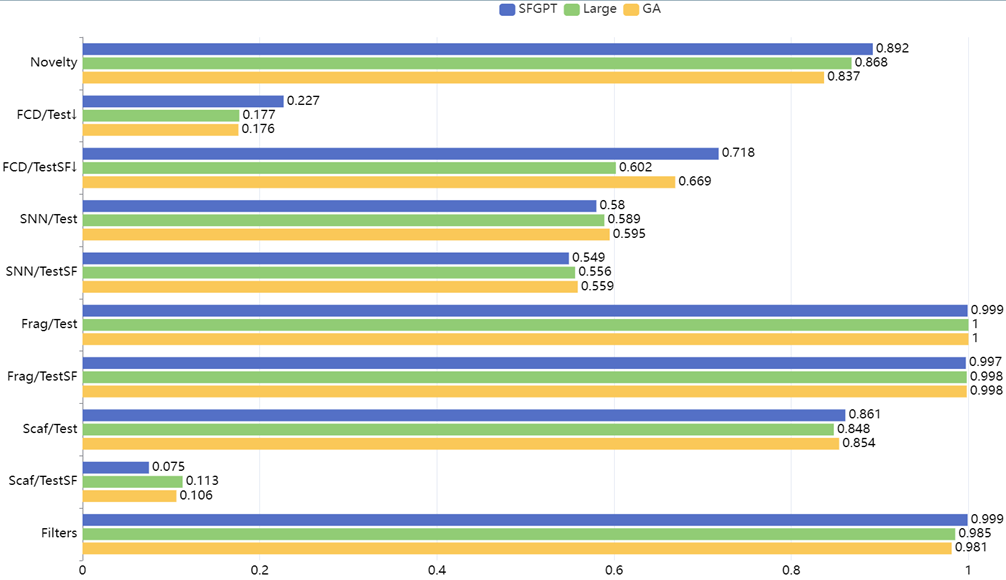 SFGPT Large GA
Novelty 0.892
0.868
0.837
FCD/Test↓ 0.227
0.177
0.176
FCD/TestSF↓ 0.718
0.602
0.669
SNN/Test 0.58
0.589
0.595
SNN/TestSF 0.549
0.556
0.559
Frag/Test 0.999
1
1
Frag/TestSF 0.997
0.998
0.998
Scaf/Test 0.861
0.848
0.854
Scaf/TestSF 0.075
0.113
0.106
Filters 0.999
0.985
0.981
0 0.2 0.4 0.6 0.8 1